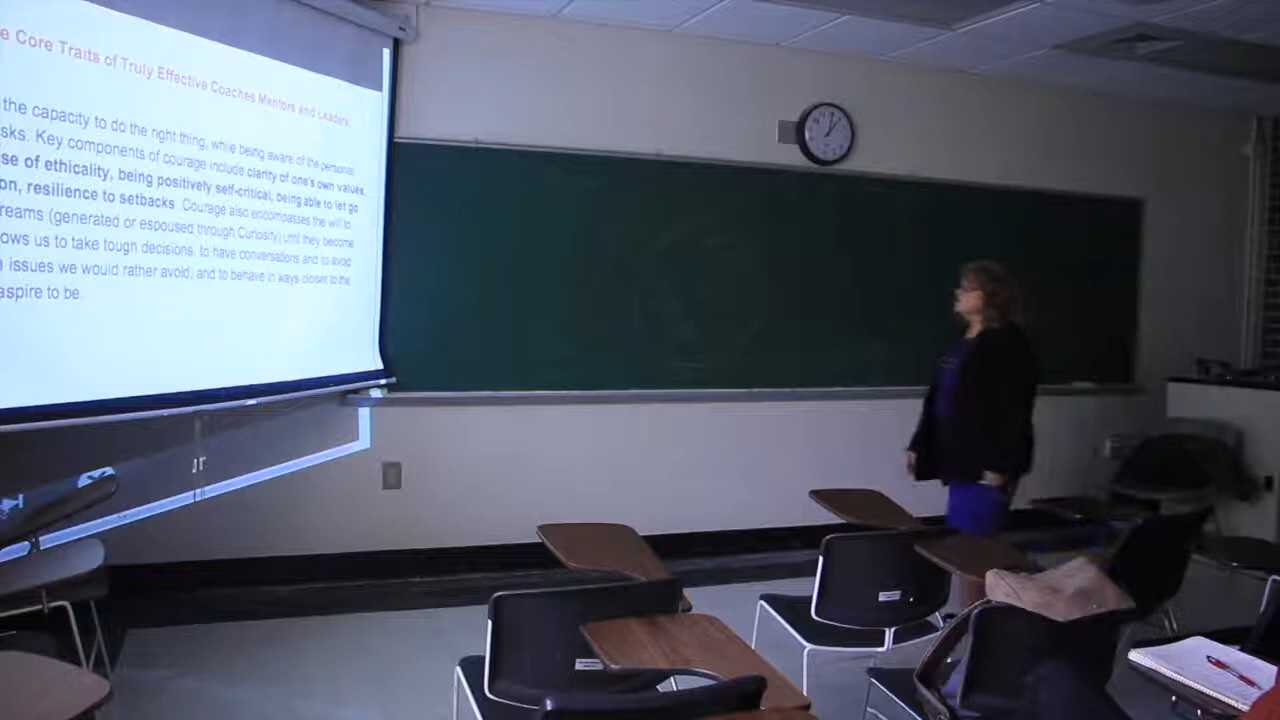 e Core Traits of Truly Effective Coaches Mentors and Leaders.
the capacity to do the right thing, while being aware of the personal
sks. Key components of courage include clarity of one's own values,
se of ethicality, being positively self-critical, being able to let go
on, resilience to setbacks Courage also encompasses the will to
reams (generated or espoused through Curiosity) until they become
ows us to take tough decisions, to have conversations and to avoid
issues we would rather avoid, and to behave in ways closer to the
aspire to be